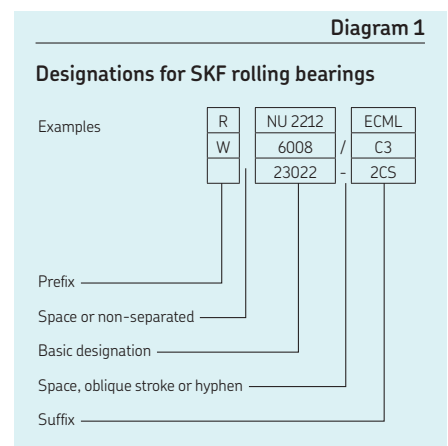 Diagram 1
Designations for SKF rolling bearings
Examples
R NU 2212 ECML
W 6008 / C3
23022 - 2CS
Prefix
Space or non-separated
Basic designation
Space, oblique stroke or hyphen
Suffix